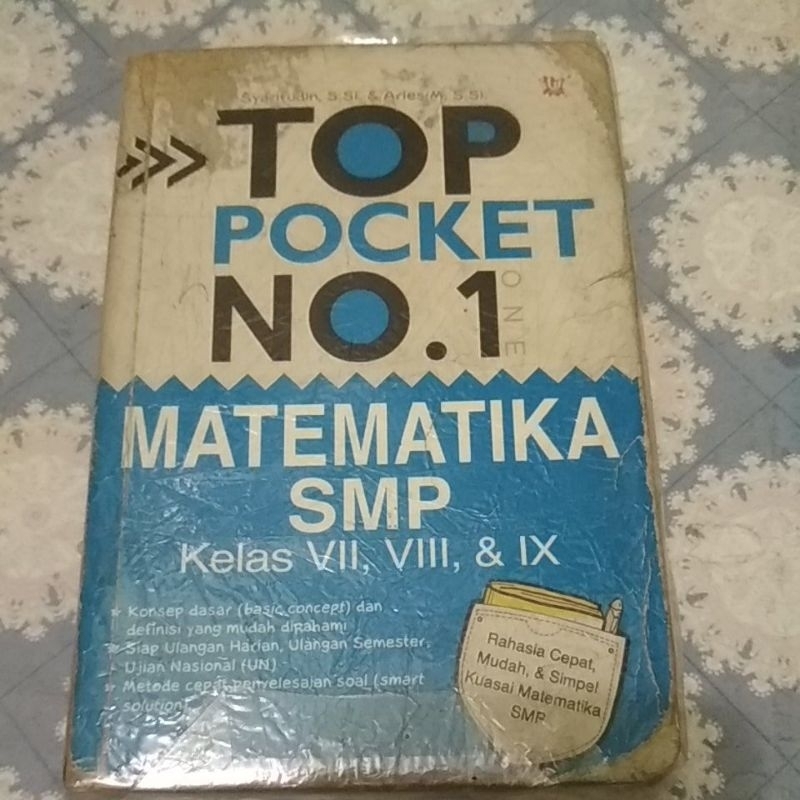 Syarifudin, S.Si. & Aries M, S.Si.
TOP
POCKET
NO.1
ONE
MATEMATIKA
SMP
Kelas VII, VIII, & IX
Konsep dasar (basic concept) dan
definisi yang mudah dipahami
Siap Ulangan Harian, Ulangan Semester,
Ujian Nasional (UN)
Metode cepat penyelesaian soal (smart
solution)
Rahasia Cepat,
Mudah, & Simpel
Kuasai Matematika
SMP